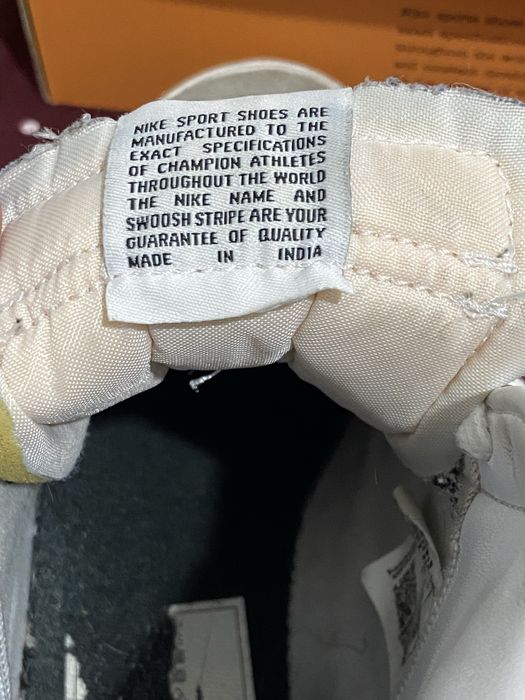 NIKE SPORT SHOES ARE
MANUFACTURED TO THE
EXACT SPECIFICATIONS
OF CHAMPION ATHLETES
THROUGHOUT THE WORLD
THE NIKE NAME AND
SWOOSH STRIPE ARE YOUR
GUARANTEE OF QUALITY
MADE IN INDIA